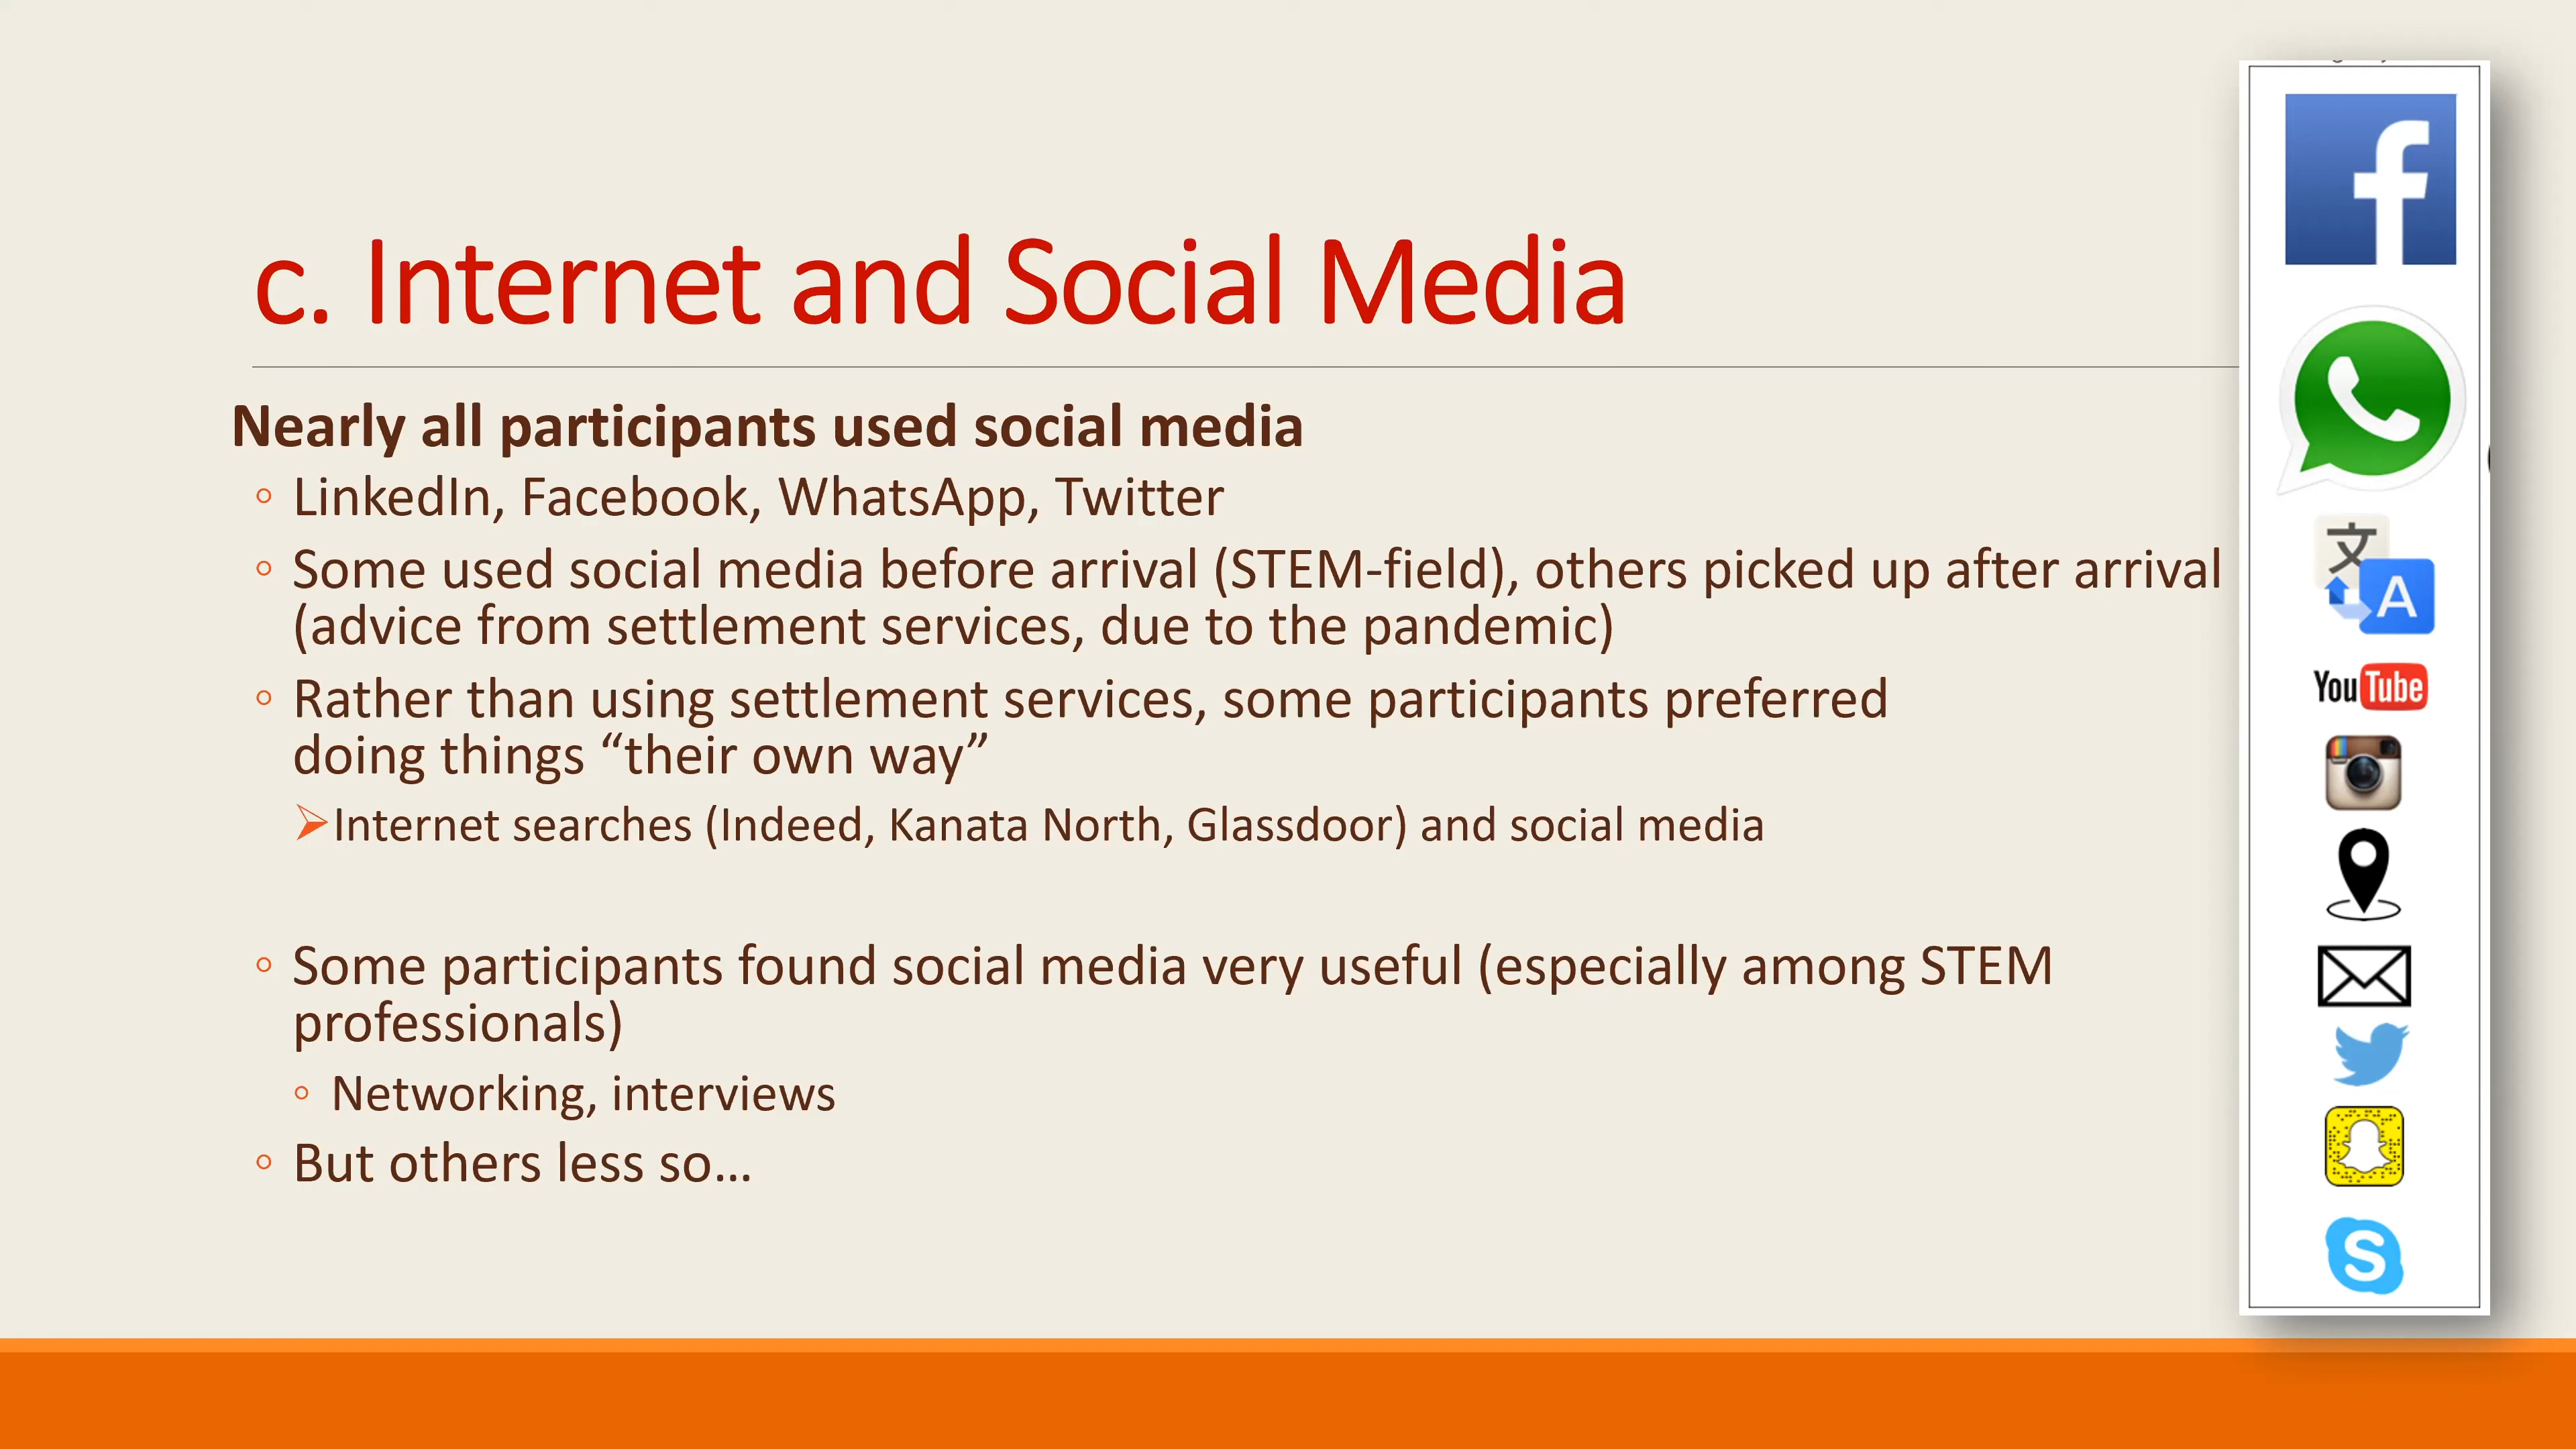 c. Internet and Social Media
Nearly all participants used social media
◦ LinkedIn, Facebook, WhatsApp, Twitter
◦ Some used social media before arrival (STEM-field), others picked up after arrival
(advice from settlement services, due to the pandemic)
◦ Rather than using settlement services, some participants preferred
doing things “their own way”
➢Internet searches (Indeed, Kanata North, Glassdoor) and social media
◦ Some participants found social media very useful (especially among STEM
professionals)
◦ Networking, interviews
◦ But others less so…
f
文
A
YouTube
S